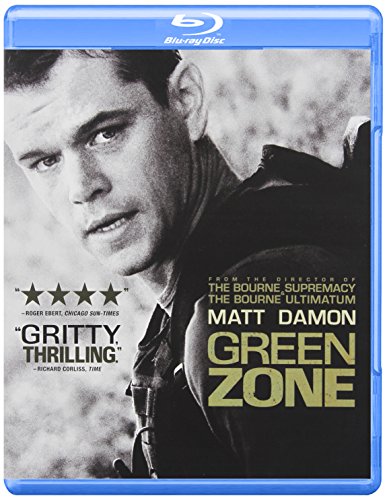 Blu-ray Disc
FROM THE DIRECTOR OF
THE BOURNE SUPREMACY
THE BOURNE ULTIMATUM
MATT DAMON
GREEN
ZONE
"★★★★"
–ROGER EBERT, CHICAGO SUN-TIMES
"GRITTY.
THRILLING."
–RICHARD CORLISS, TIME